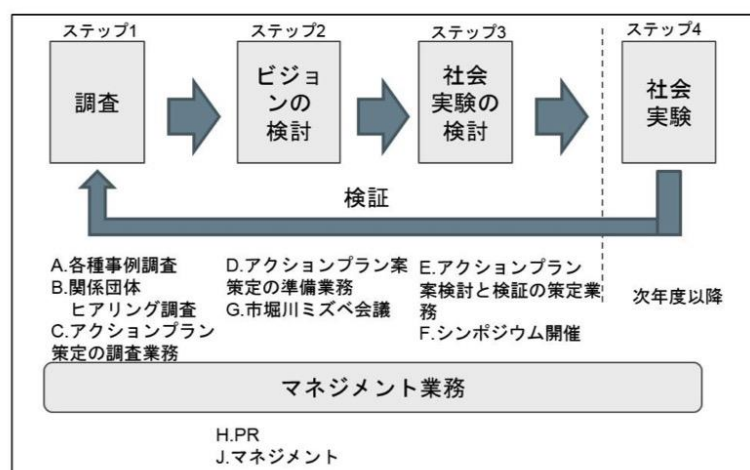 ステップ1
調査
ステップ2
ビジョ
ンの
検討
ステップ3
社会
実験の
検討
ステップ4
社会
実験
検証
A.各種事例調査
B.関係団体
ヒアリング調査
C.アクションプラン
策定の調査業務
D.アクションプラン案
策定の準備業務
G.市堀川ミズベ会議
E.アクションプラン
案検討と検証の策定業
務
F.シンポジウム開催
次年度以降
マネジメント業務
H.PR
J.マネジメント